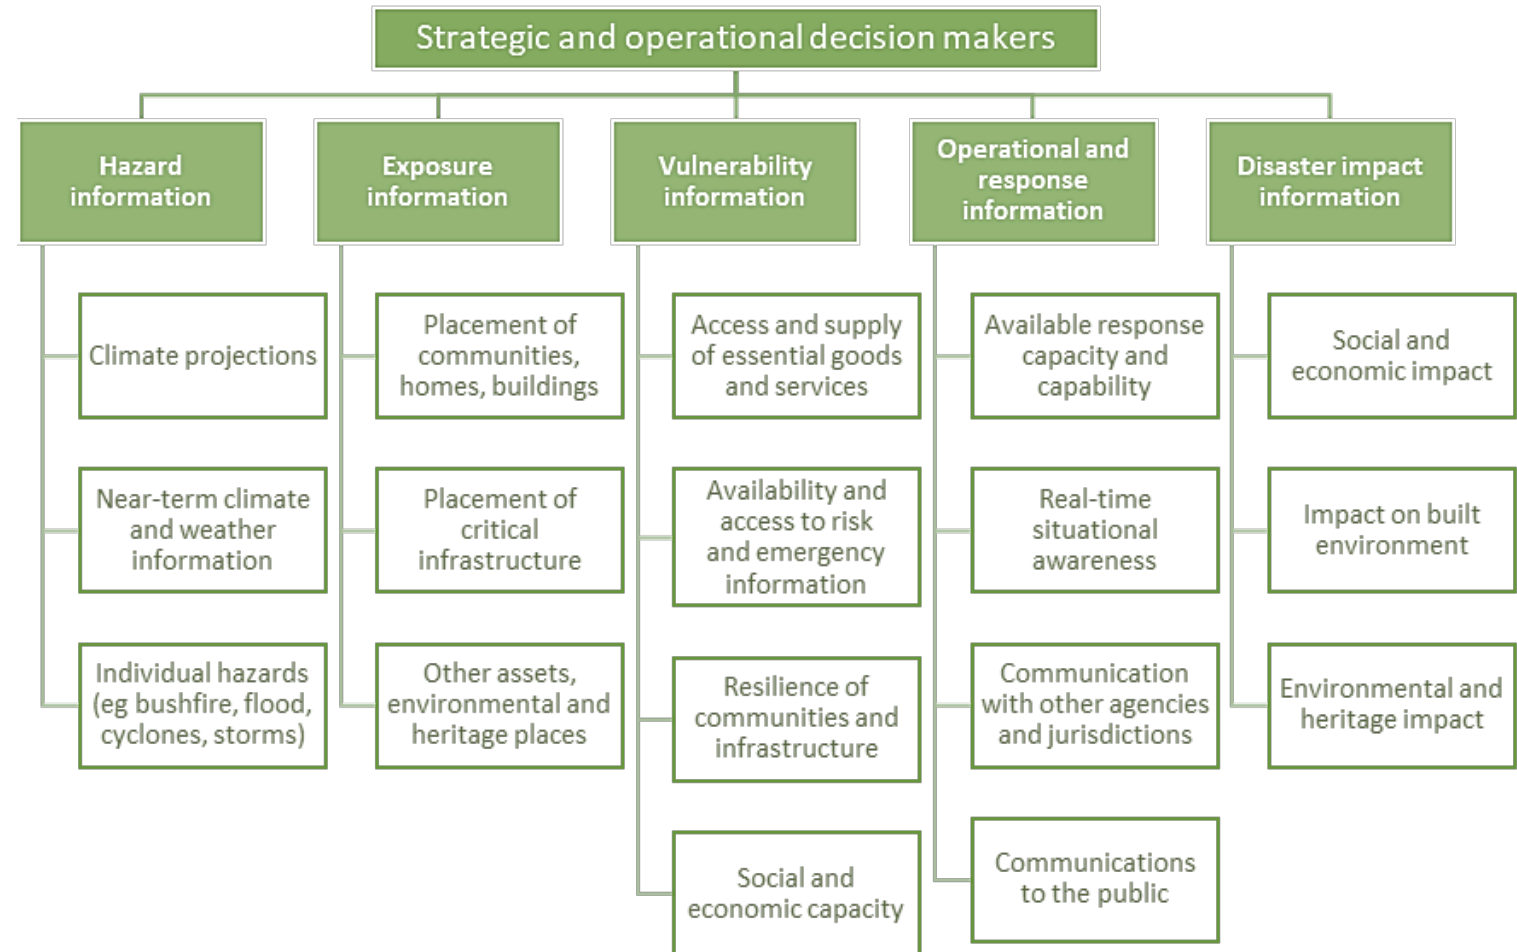 Strategic and operational decision makers
Hazard
information
Climate projections
Near-term climate
and weather
information
Individual hazards
(eg bushfire, flood,
cyclones, storms)
Exposure
information
Placement of
communities,
homes, buildings
Placement of
critical
infrastructure
Other assets,
environmental and
heritage places
Vulnerability
information
Access and supply
of essential goods
and services
Availability and
access to risk
and emergency
information
Resilience of
communities and
infrastructure
Social and
economic capacity
Operational and
response
information
Available response
capacity and
capability
Real-time
situational
awareness
Communication
with other agencies
and jurisdictions
Communications
to the public
Disaster impact
information
Social and
economic impact
Impact on built
environment
Environmental and
heritage impact